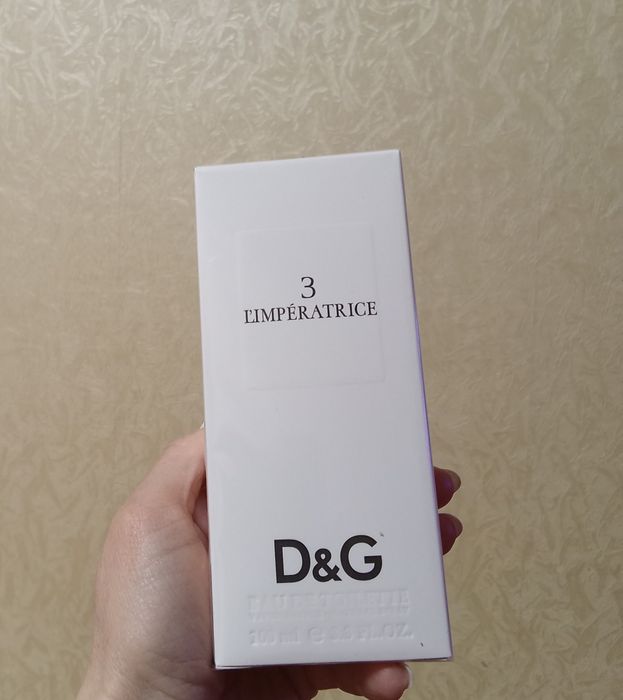 3
L'IMPÉRATRICE
D&G
EAU DE TOILETTE
100 ml ℮ 3.3 FL.OZ.